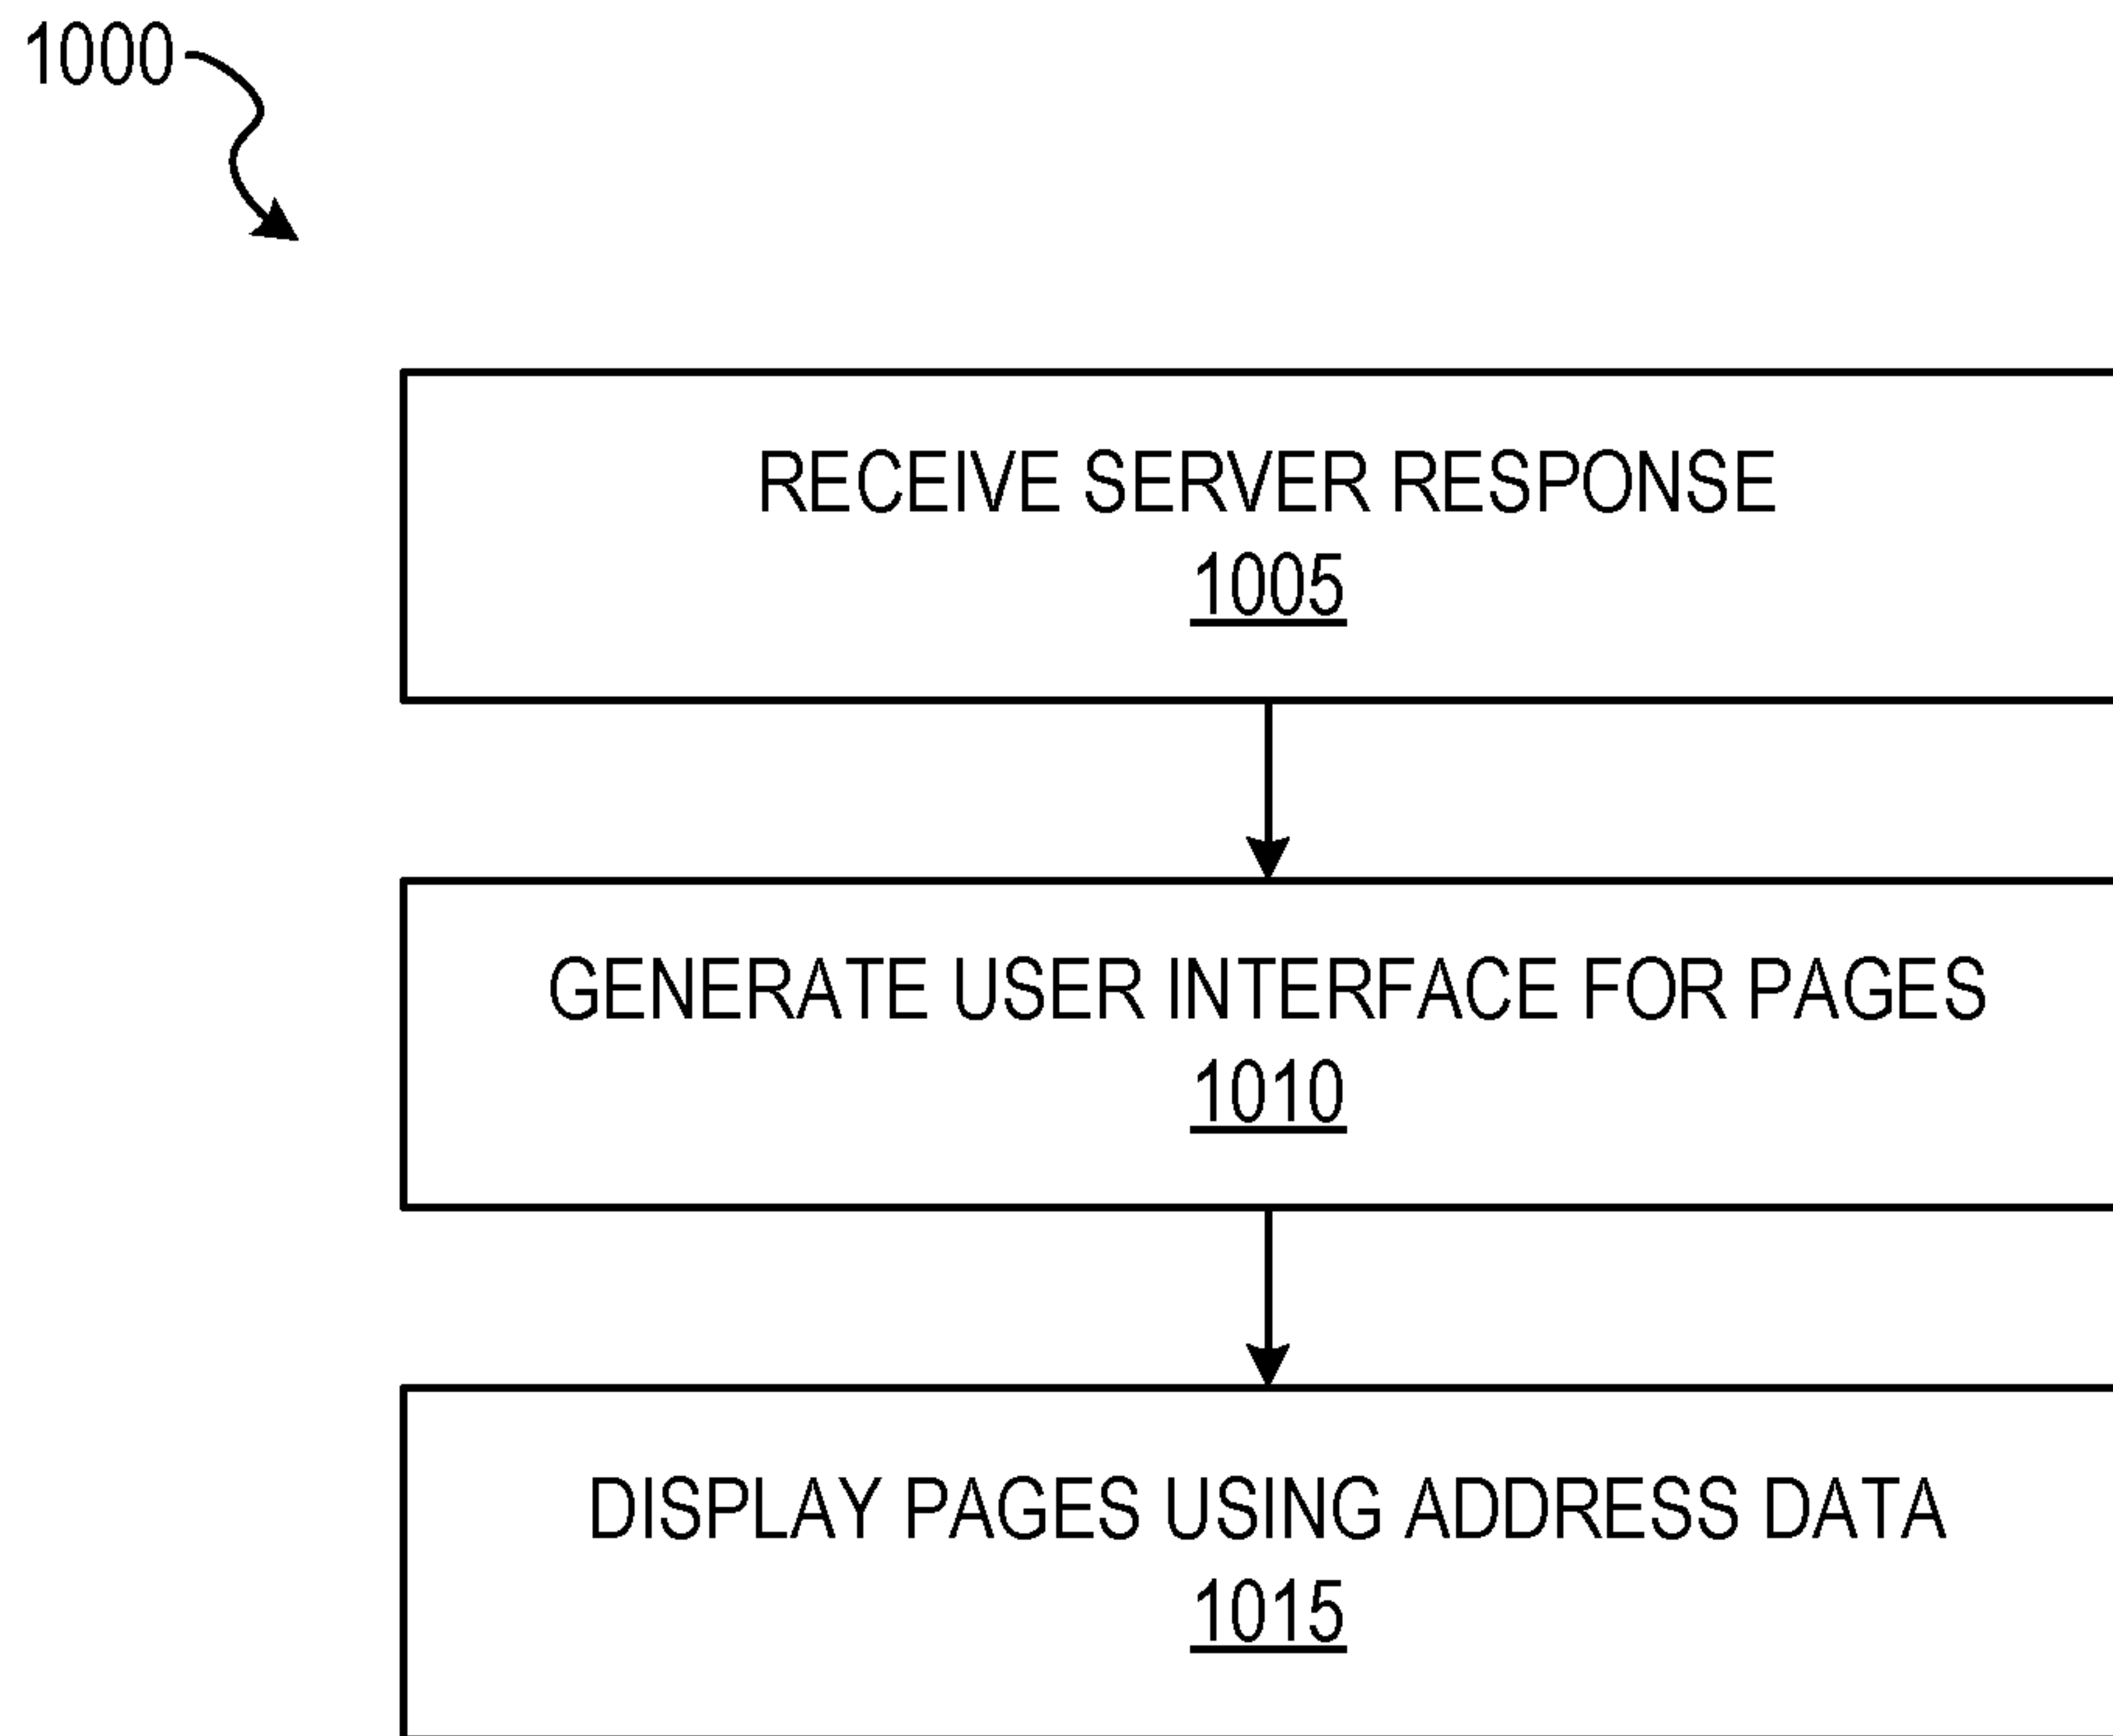 1000
RECEIVE SERVER RESPONSE
1005
GENERATE USER INTERFACE FOR PAGES
1010
DISPLAY PAGES USING ADDRESS DATA
1015